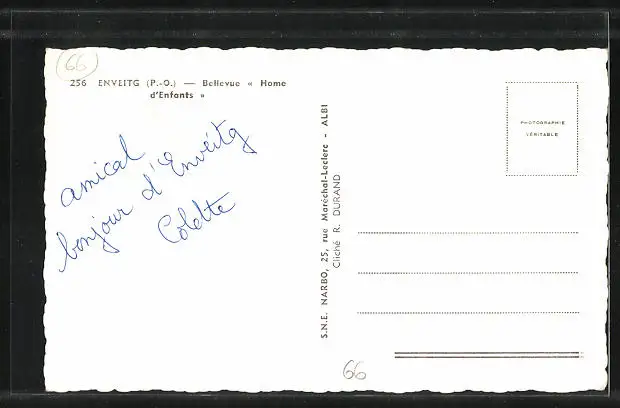 66
256 ENVEITG (P.-O.) — Bellevue « Home
d'Enfants »
amical
bonjour d'Enveitg
Colette
S.N.E. NARBO, 25, rue Maréchal-Leclerc - ALBI
Cliché R. DURAND
PHOTOGRAPHIE
VÉRITABLE
66